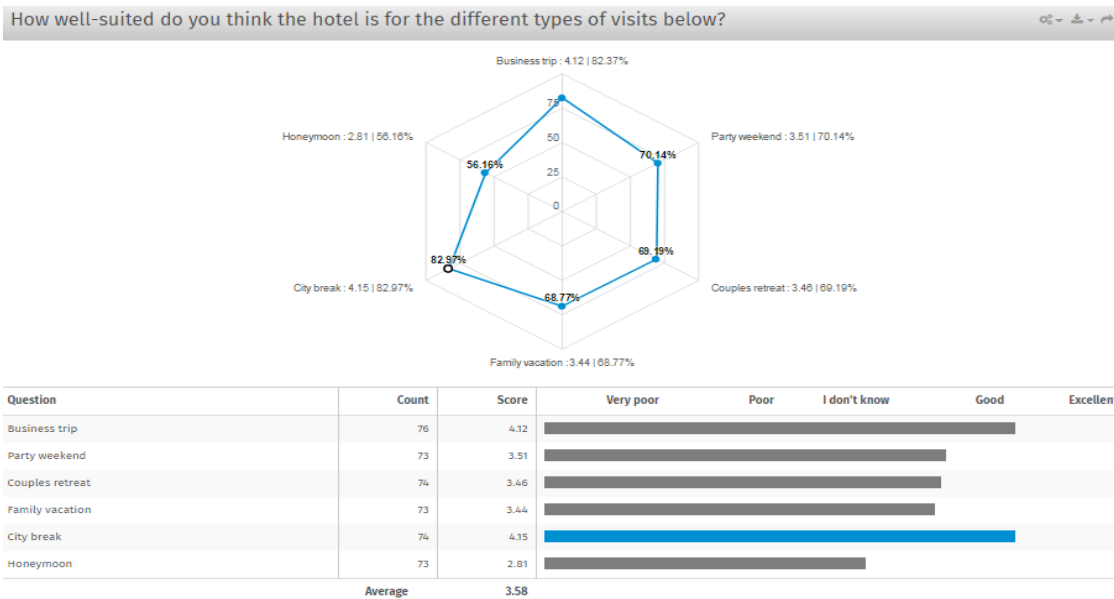 How well-suited do you think the hotel is for the different types of visits below?
Business trip : 4.12 | 82.37%
75
Honeymoon : 2.81 | 56.16%
Party weekend : 3.51 | 70.14%
50
70.14%
56.16%
25
0
69.19%
82.97%
City break : 4.15 | 82.97%
Couples retreat : 3.46 | 69.19%
68.77%
Family vacation : 3.44 | 68.77%
Question Count Score Very poor Poor I don't know Good Excellent
Business trip 76 4.12
Party weekend 73 3.51
Couples retreat 74 3.46
Family vacation 73 3.44
City break 74 4.15
Honeymoon 73 2.81
Average 3.58